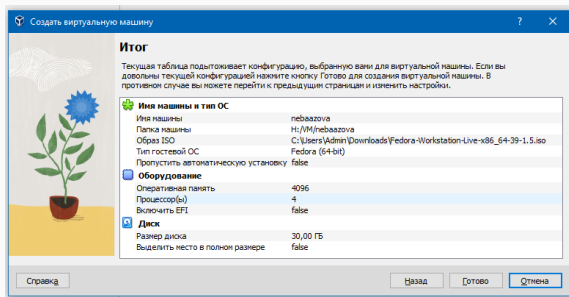 Создать виртуальную машину
? ×
Итог
Текущая таблица подытоживает конфигурацию, выбранную вами для виртуальной машины. Если вы
довольны текущей конфигурацией нажмите кнопку Готово для создания виртуальной машины. В
противном случае вы можете перейти к предыдущим страницам и изменить настройки.
Имя машины и тип ОС
Имя машины nebaazova
Папка машины H:/VM/nebaazova
Образ ISO C:\Users\Admin\Downloads\Fedora-Workstation-Live-x86_64-39-1.5.iso
Тип гостевой ОС Fedora (64-bit)
Пропустить автоматическую установку false
Оборудование
Оперативная память 4096
Процессор(ы) 4
Включить EFI false
Диск
Размер диска 30,00 ГБ
Выделить место в полном размере false
Справка Назад Готово Отмена